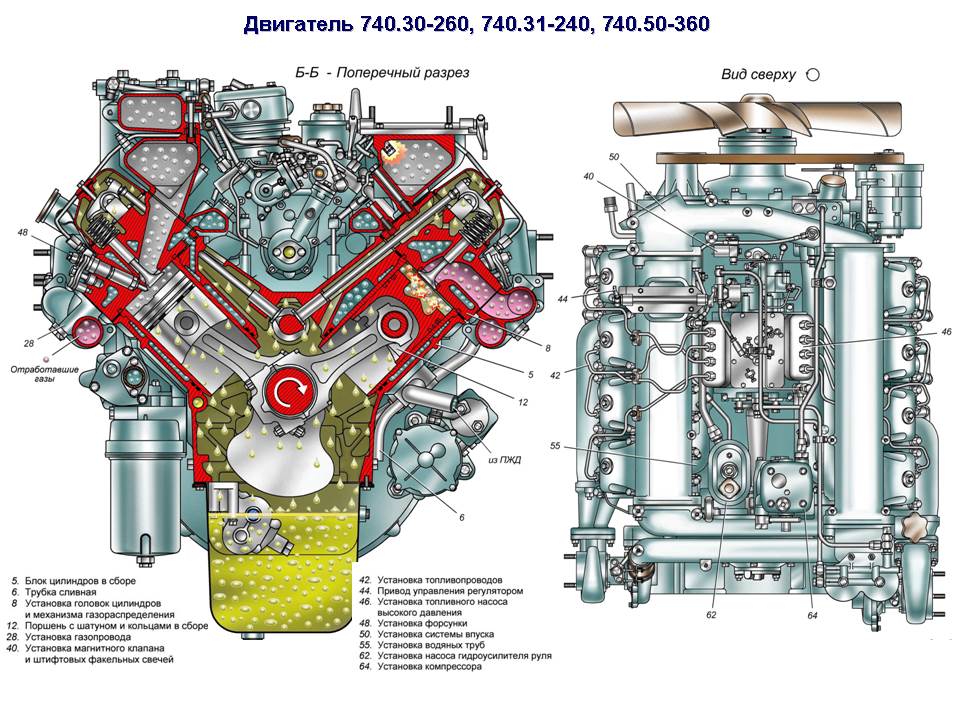 Двигатель 740.30-260, 740.31-240, 740.50-360
Б-Б - Поперечный разрез
Вид сверху
50
40
48
44
46
28
8
Отработавшие
газы
5
42
12
55
из ПЖД
6
62
64
5. Блок цилиндров в сборе
6. Трубка сливная
8 Установка головок цилиндров
и механизма газораспределения
12. Поршень с шатуном и кольцами в сборе
28. Установка газопровода
40. Установка магнитного клапана
и штифтовых факельных свечей
42. Установка топливопроводов
44. Привод управления регулятором
46. Установка топливного насоса
высокого давления
48. Установка форсунки
50. Установка системы впуска
55. Установка водяных труб
62. Установка насоса гидроусилителя руля
64. Установка компрессора